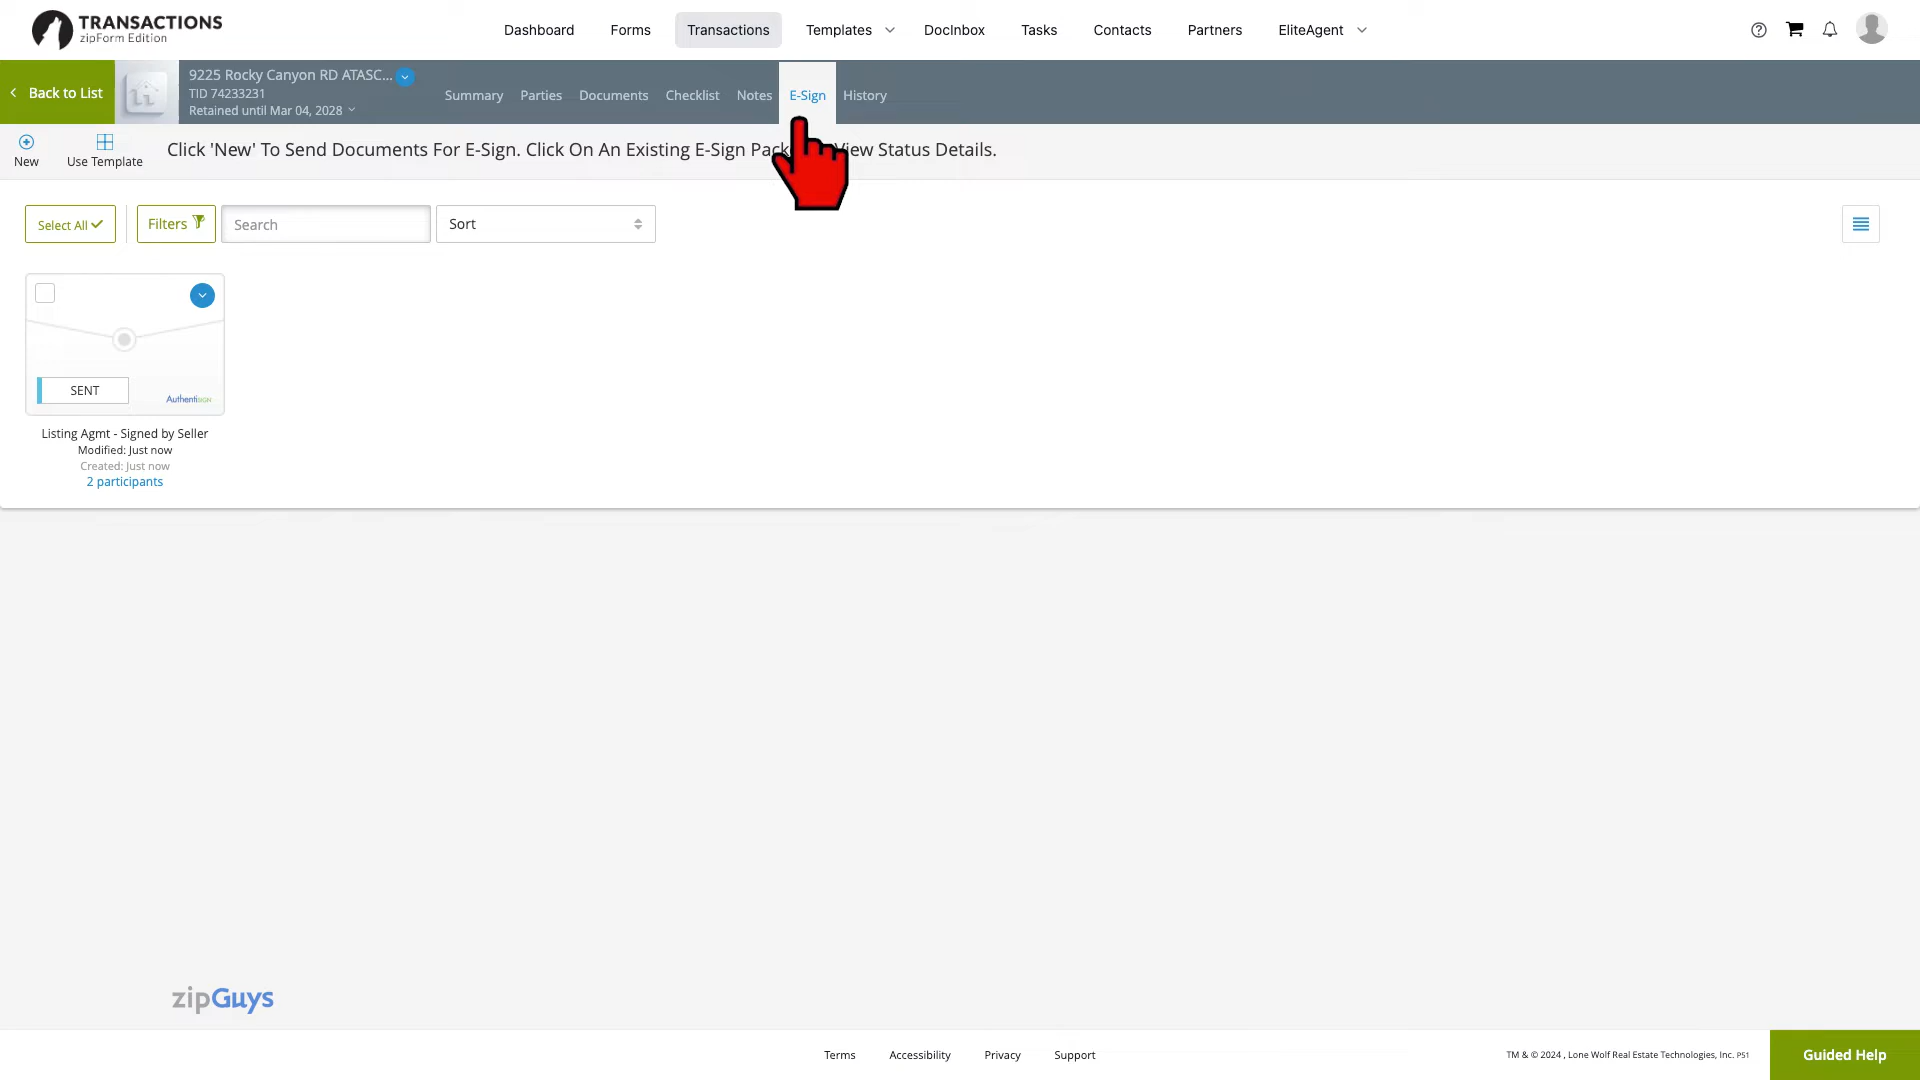 TRANSACTIONS
zipForm Edition
Dashboard
Forms
Transactions
Templates
DocInbox
Tasks
Contacts
Partners
EliteAgent
Back to List
9225 Rocky Canyon RD ATASC...
TID 74233231
Retained until Mar 04, 2028
Summary
Parties
Documents
Checklist
Notes
E-Sign
History
New
Use Template
Click 'New' To Send Documents For E-Sign. Click On An Existing E-Sign View Status Details.
Select All
Filters
Search
Sort
SENT
AuthentiSIGN
Listing Agmt - Signed by Seller
Modified: Just now
Created: Just now
2 participants
zipGuys
Terms
Accessibility
Privacy
Support
TM & © 2024 , Lone Wolf Real Estate Technologies, Inc. PS1
Guided Help